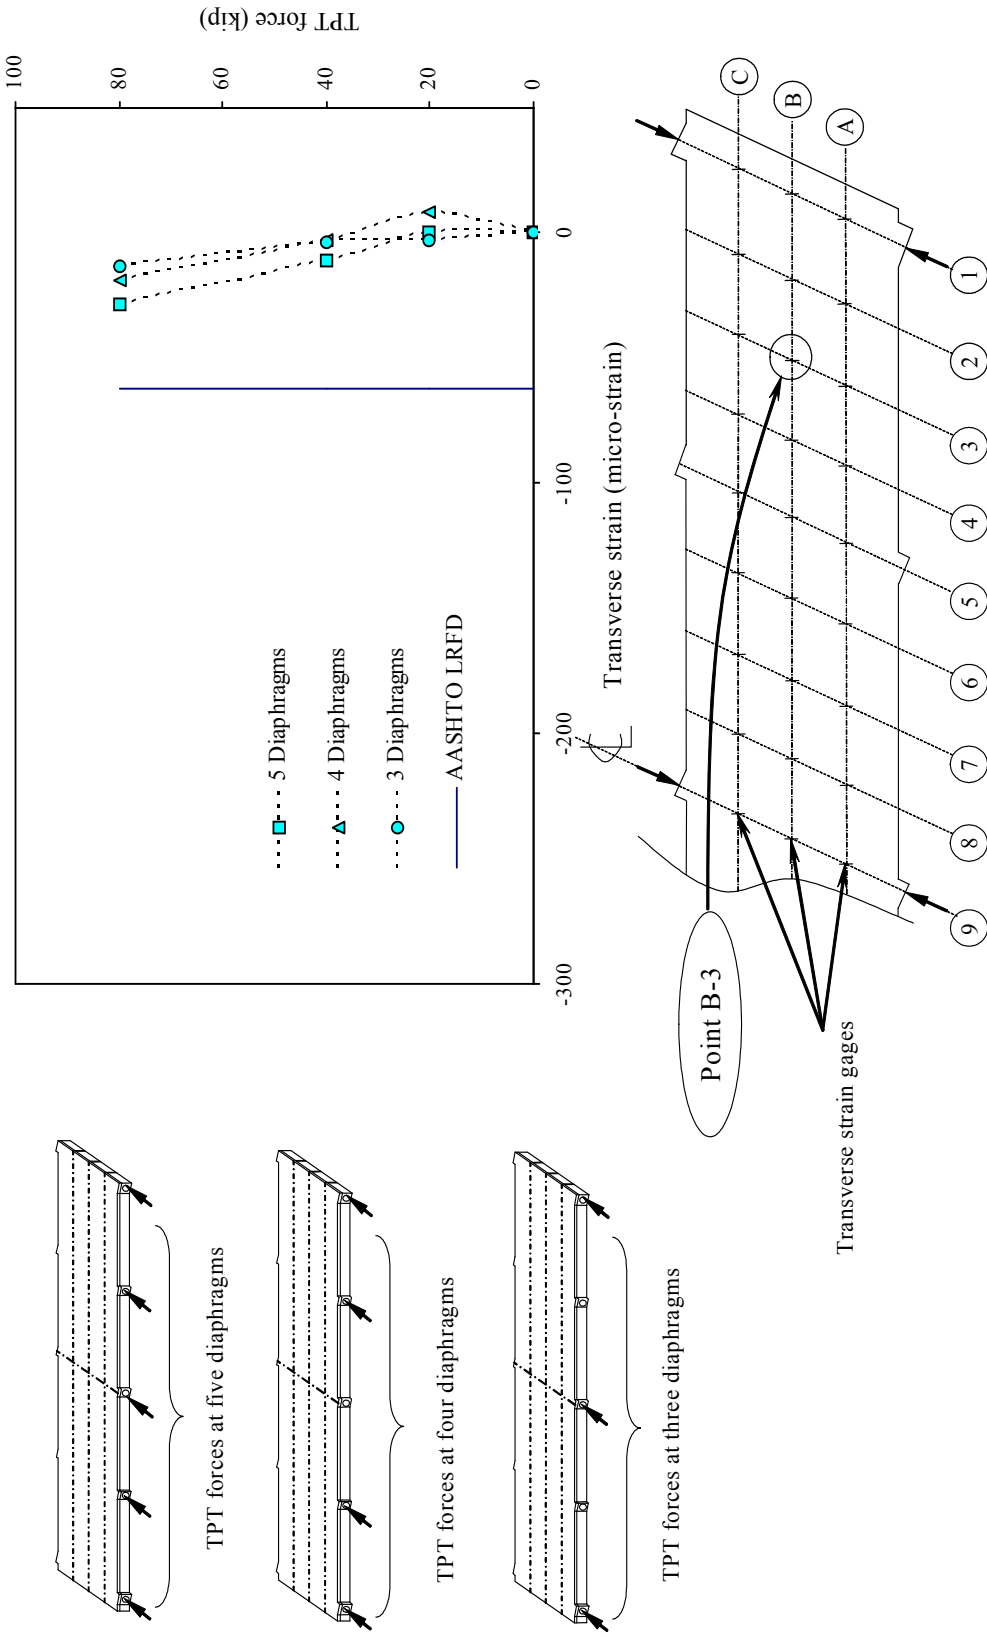 TPT forces at five diaphragms
TPT forces at four diaphragms
TPT forces at three diaphragms
TPT force (kip)
100
80
60
40
20
0
-300
-200
-100
0
Transverse strain (micro-strain)
5 Diaphragms
4 Diaphragms
3 Diaphragms
AASHTO LRFD
Point B-3
Transverse strain gages
C
B
A
9
8
7
6
5
4
3
2
1